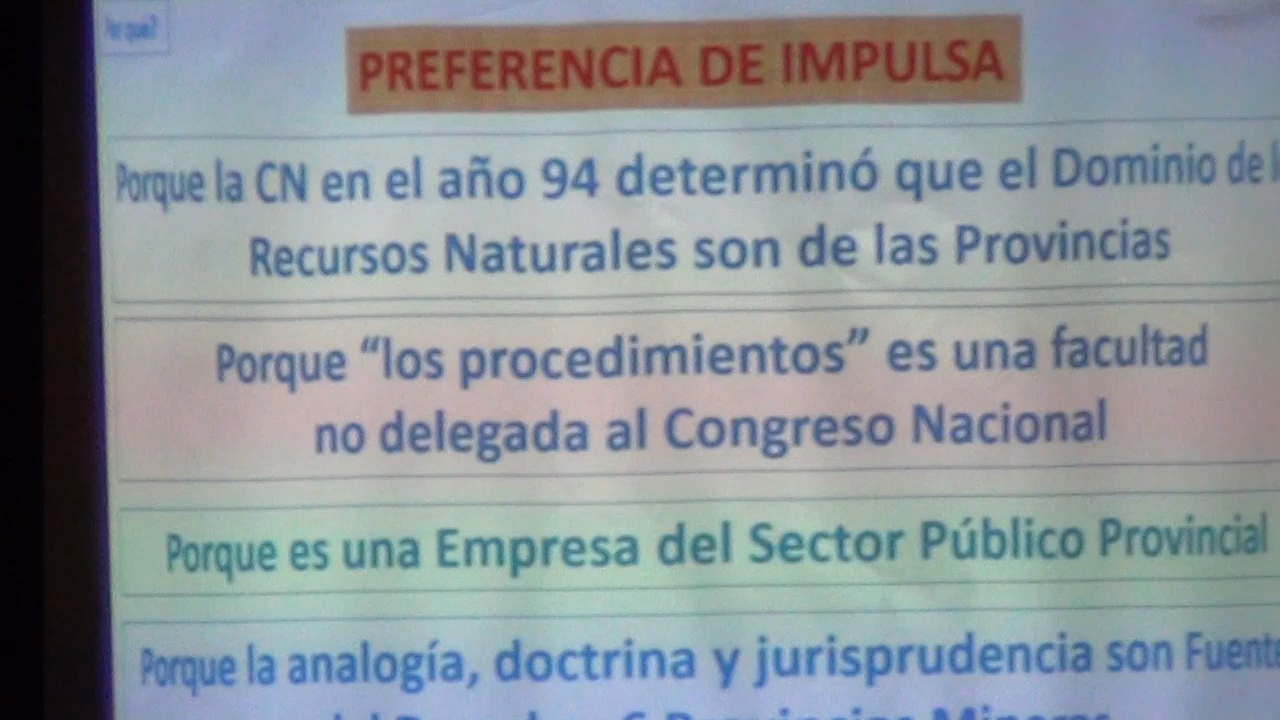 Por que?
PREFERENCIA DE IMPULSA
Porque la CN en el año 94 determinó que el Dominio de
Recursos Naturales son de las Provincias
Porque “los procedimientos” es una facultad
no delegada al Congreso Nacional
Porque es una Empresa del Sector Público Provincial
Porque la analogía, doctrina y jurisprudencia son